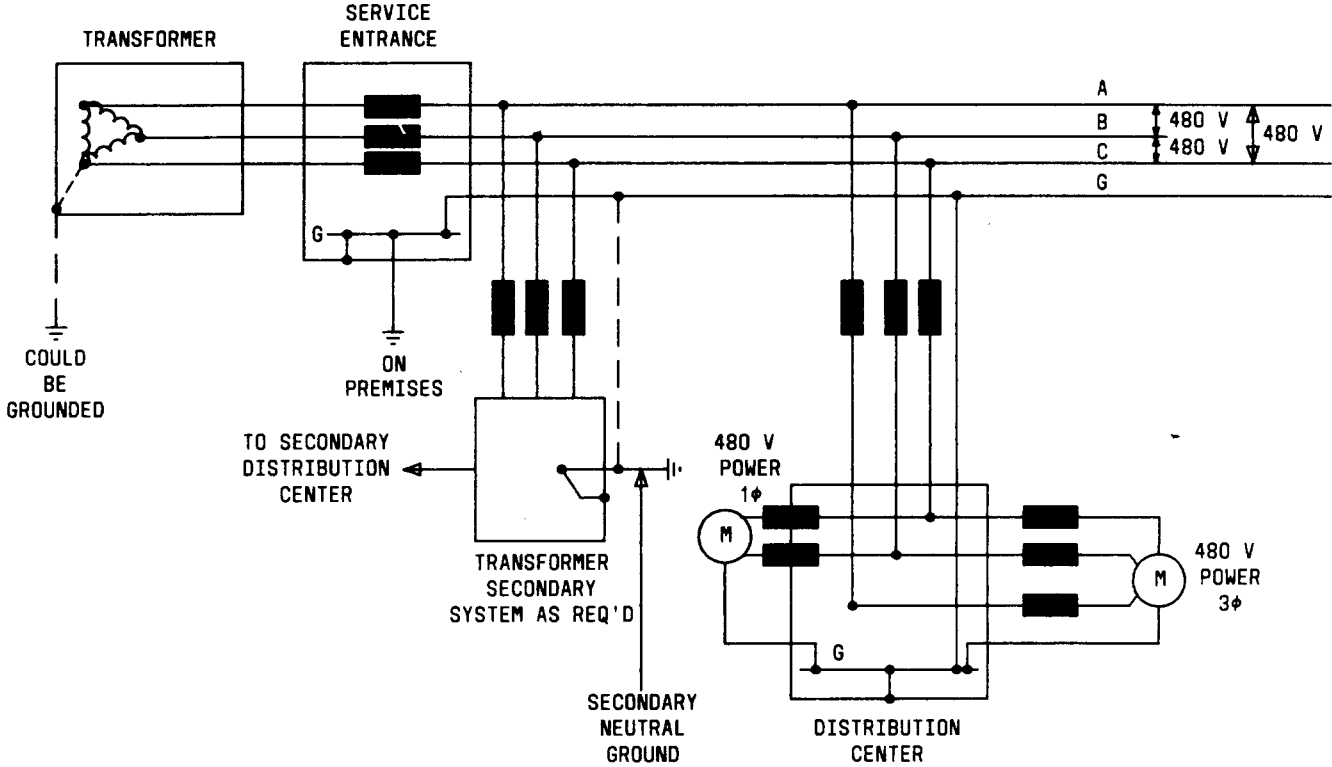 SERVICE
ENTRANCE
TRANSFORMER
A
B
C
G
480 V
480 V
480 V
G
COULD
BE
GROUNDED
ON
PREMISES
TO SECONDARY
DISTRIBUTION
CENTER
480 V
POWER
1φ
M
TRANSFORMER
SECONDARY
SYSTEM AS REQ'D
480 V
POWER
3φ
M
G
SECONDARY
NEUTRAL
GROUND
DISTRIBUTION
CENTER